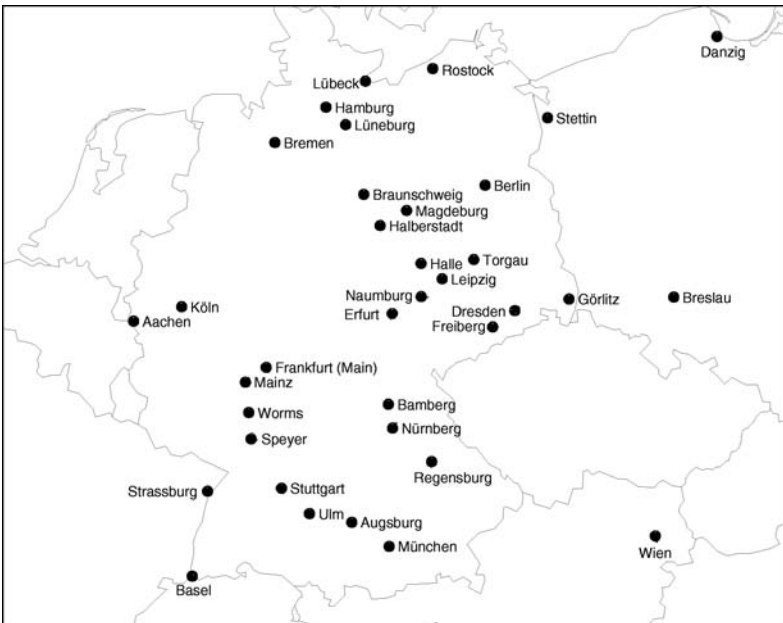 Danzig
Rostock
Lübeck
Hamburg
Stettin
Lüneburg
Bremen
Berlin
Braunschweig
Magdeburg
Halberstadt
Torgau
Halle
Leipzig
Naumburg
Görlitz
Breslau
Köln
Dresden
Erfurt
Aachen
Freiberg
Frankfurt (Main)
Mainz
Bamberg
Worms
Nürnberg
Speyer
Regensburg
Stuttgart
Strassburg
Ulm
Augsburg
München
Wien
Basel